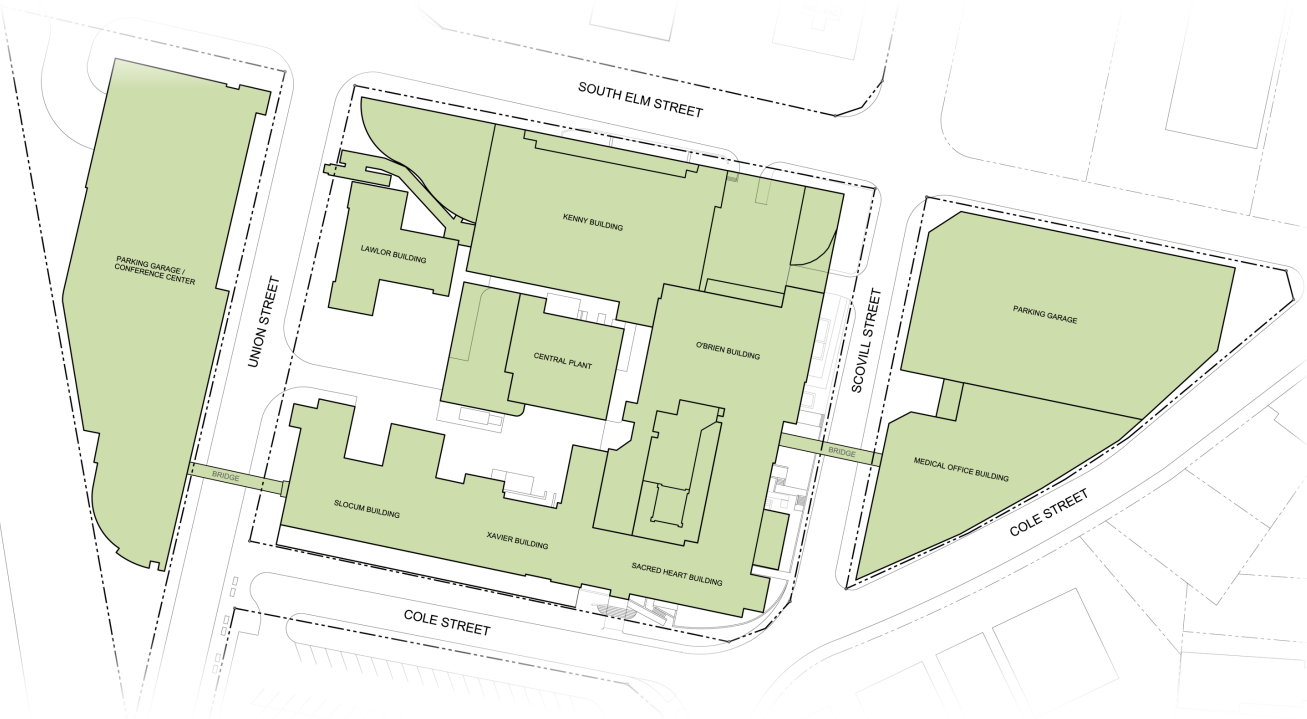 SOUTH ELM STREET
KENNY BUILDING
LAWLOR BUILDING
PARKING GARAGE /
CONFERENCE CENTER
UNION STREET
SCOVILL STREET
PARKING GARAGE
O'BRIEN BUILDING
CENTRAL PLANT
BRIDGE
BRIDGE
MEDICAL OFFICE BUILDING
SLOCUM BUILDING
XAVIER BUILDING
SACRED HEART BUILDING
COLE STREET
COLE STREET